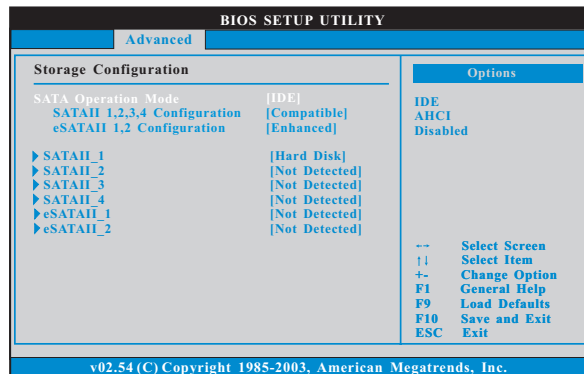 BIOS SETUP UTILITY
Advanced
Storage Configuration
SATA Operation Mode [IDE]
SATAII 1,2,3,4 Configuration [Compatible]
eSATAII 1,2 Configuration [Enhanced]
SATAII_1 [Hard Disk]
SATAII_2 [Not Detected]
SATAII_3 [Not Detected]
SATAII_4 [Not Detected]
eSATAII_1 [Not Detected]
eSATAII_2 [Not Detected]
Options
IDE
AHCI
Disabled
←→ Select Screen
↑↓ Select Item
+- Change Option
F1 General Help
F9 Load Defaults
F10 Save and Exit
ESC Exit
v02.54 (C) Copyright 1985-2003, American Megatrends, Inc.